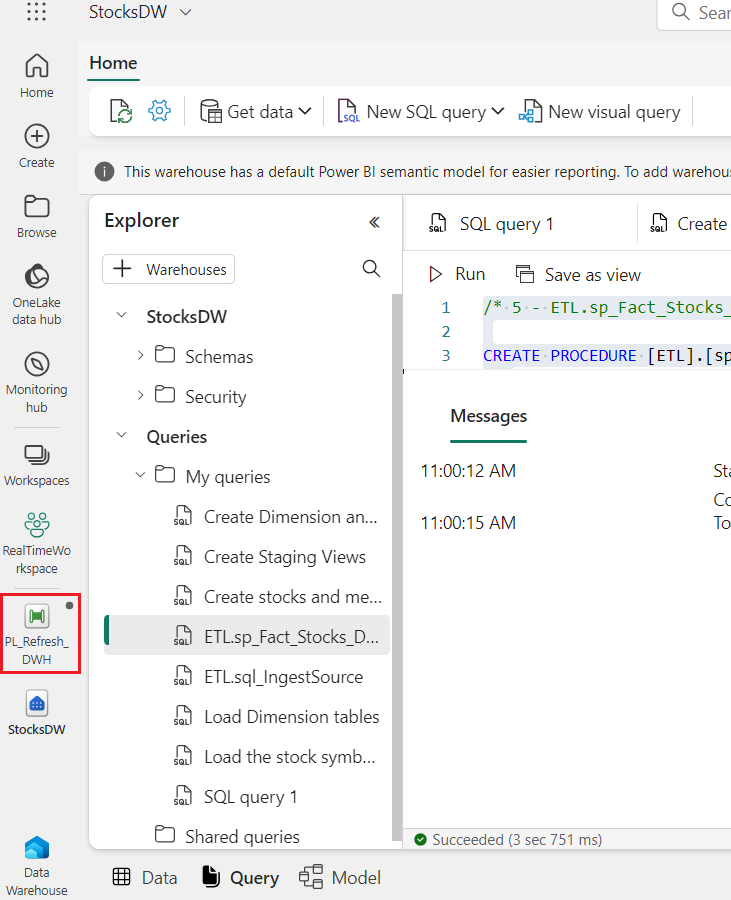 StocksDW
Sear
Home
Home
Get data
New SQL query
New visual query
Create
This warehouse has a default Power BI semantic model for easier reporting. To add warehous
Browse
Explorer
SQL query 1
Create
Warehouses
Run
Save as view
OneLake
data hub
StocksDW
1 /* 5 - ETL.sp_Fact_Stocks_
2
Schemas
3 CREATE PROCEDURE [ETL].[sp
Monitoring
hub
Security
Messages
Queries
Workspaces
My queries
11:00:12 AM
Sta
Co
Create Dimension an...
11:00:15 AM
To
RealTimeWo
rkspace
Create Staging Views
Create stocks and me...
PL_Refresh_
DWH
ETL.sp_Fact_Stocks_D...
ETL.sql_IngestSource
StocksDW
Load Dimension tables
Load the stock symb...
SQL query 1
Shared queries
Succeeded (3 sec 751 ms)
Data
Warehouse
Data
Query
Model